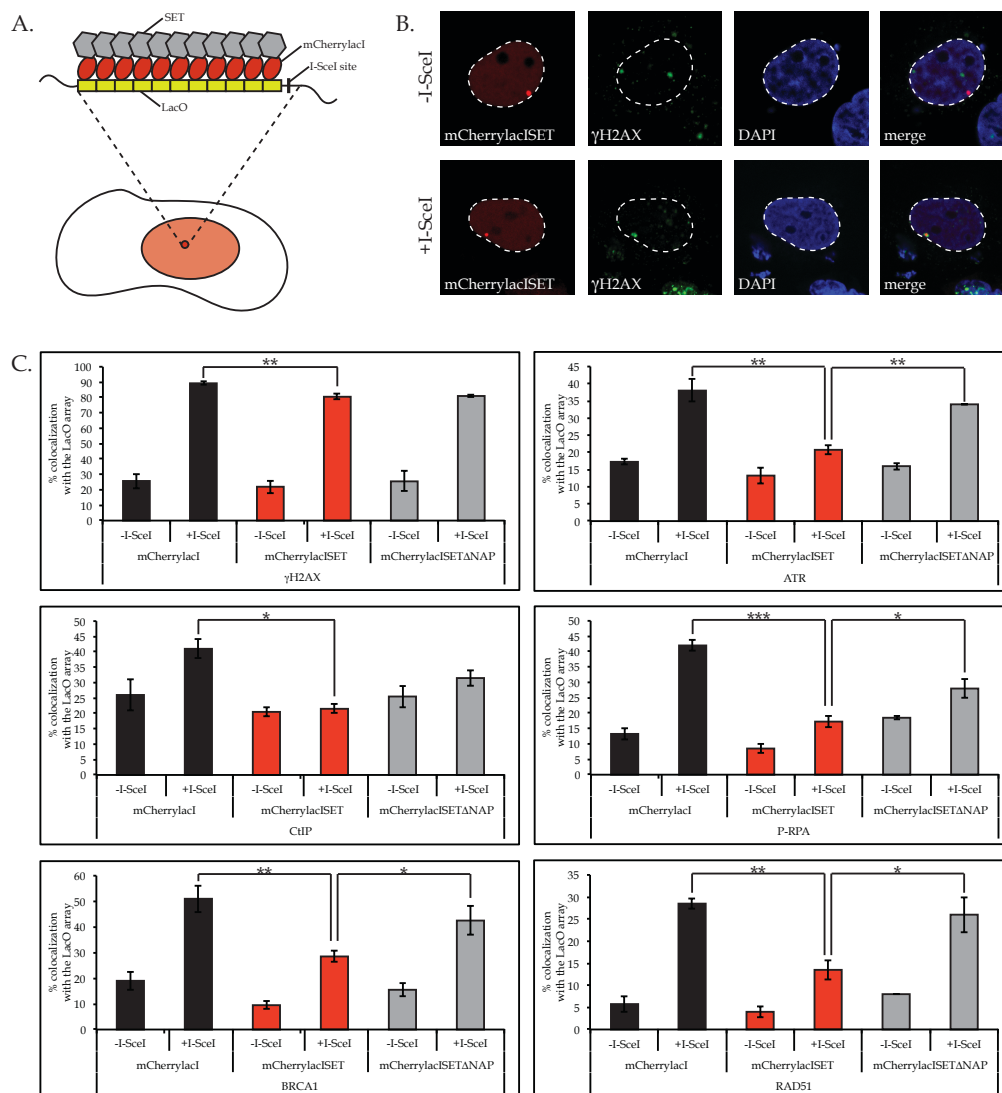 A.
SET
mCherrylacI
I-SceI site
LacO
B.
-I-SceI
mCherrylacISET
γH2AX
DAPI
merge
+I-SceI
mCherrylacISET
γH2AX
DAPI
merge
C.
% colocalization
with the LacO array
100
90
80
70
60
50
40
30
20
10
0
**
-I-SceI +I-SceI -I-SceI +I-SceI -I-SceI +I-SceI
mCherrylacI mCherrylacISET mCherrylacISETΔNAP
γH2AX
% colocalization
with the LacO array
45
40
35
30
25
20
15
10
5
0
** **
-I-SceI +I-SceI -I-SceI +I-SceI -I-SceI +I-SceI
mCherrylacI mCherrylacISET mCherrylacISETΔNAP
ATR
% colocalization
with the LacO array
50
45
40
35
30
25
20
15
10
5
0
*
-I-SceI +I-SceI -I-SceI +I-SceI -I-SceI +I-SceI
mCherrylacI mCherrylacISET mCherrylacISETΔNAP
CtIP
% colocalization
with the LacO array
50
45
40
35
30
25
20
15
10
5
0
*** *
-I-SceI +I-SceI -I-SceI +I-SceI -I-SceI +I-SceI
mCherrylacI mCherrylacISET mCherrylacISETΔNAP
P-RPA
% colocalization
with the LacO array
60
50
40
30
20
10
0
** *
-I-SceI +I-SceI -I-SceI +I-SceI -I-SceI +I-SceI
mCherrylacI mCherrylacISET mCherrylacISETΔNAP
BRCA1
% colocalization
with the LacO array
35
30
25
20
15
10
5
0
** *
-I-SceI +I-SceI -I-SceI +I-SceI -I-SceI +I-SceI
mCherrylacI mCherrylacISET mCherrylacISETΔNAP
RAD51